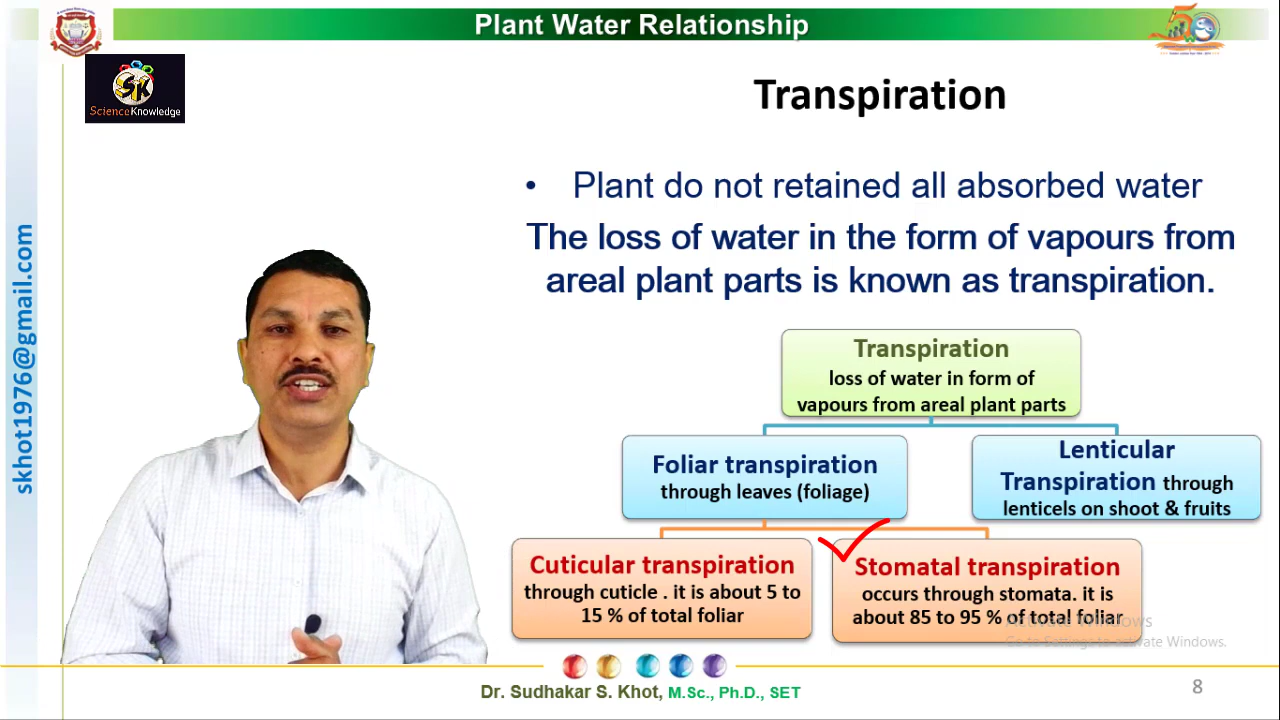 Plant Water Relationship
SK
ScienceKnowledge
skhot1976@gmail.com
Transpiration
• Plant do not retained all absorbed water
The loss of water in the form of vapours from
areal plant parts is known as transpiration.
Transpiration
loss of water in form of
vapours from areal plant parts
Foliar transpiration
through leaves (foliage)
Lenticular
Transpiration through
lenticels on shoot & fruits
Cuticular transpiration
through cuticle . it is about 5 to
15 % of total foliar
Stomatal transpiration
occurs through stomata. it is
about 85 to 95 % of total foliar
Activate Windows
Go to Settings to activate Windows.
Dr. Sudhakar S. Khot, M.Sc., Ph.D., SET
8